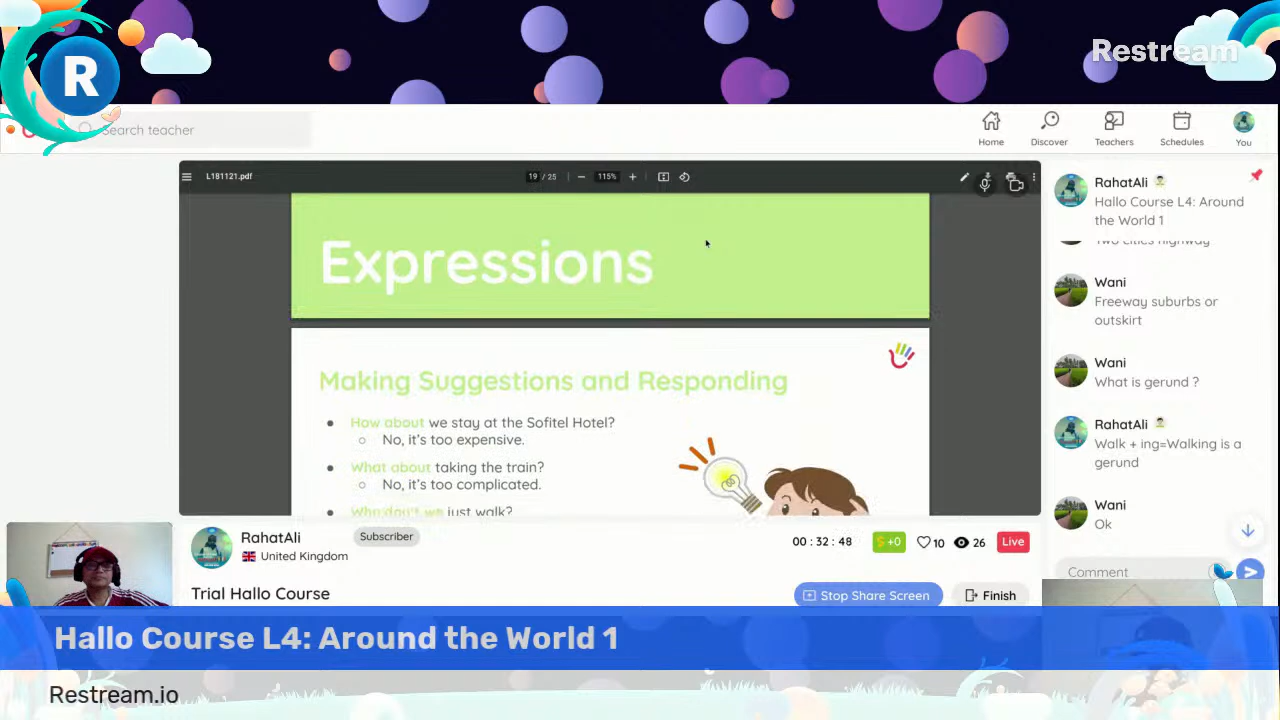 R
Restream
Search teacher
Home
Discover
Teachers
Schedules
You
L181121.pdf
19 / 25
115%
Expressions
Making Suggestions and Responding
How about we stay at the Sofitel Hotel?
No, it's too expensive.
What about taking the train?
No, it's too complicated.
Why don't we just walk?
RahatAli
Hallo Course L4: Around
the World 1
Two cities highway
Wani
Freeway suburbs or
outskirt
Wani
What is gerund ?
RahatAli
Walk + ing=Walking is a
gerund
Wani
Ok
Comment
RahatAli
Subscriber
United Kingdom
00 : 32 : 48
$ +0
10
26
Live
Trial Hallo Course
Stop Share Screen
Finish
Hallo Course L4: Around the World 1
Restream.io